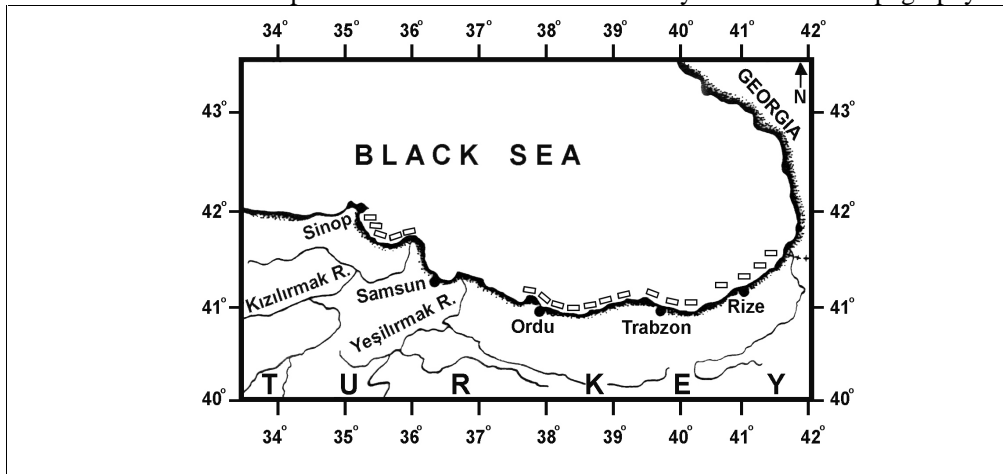 34° 35° 36° 37° 38° 39° 40° 41° 42°
GEORGIA
N
43° 43°
BLACK SEA
42° 42°
Sinop
Kızılırmak R.
Samsun
Yeşilırmak R.
41° 41°
Ordu
Trabzon
Rize
TURKEY
40° 40°
34° 35° 36° 37° 38° 39° 40° 41° 42°